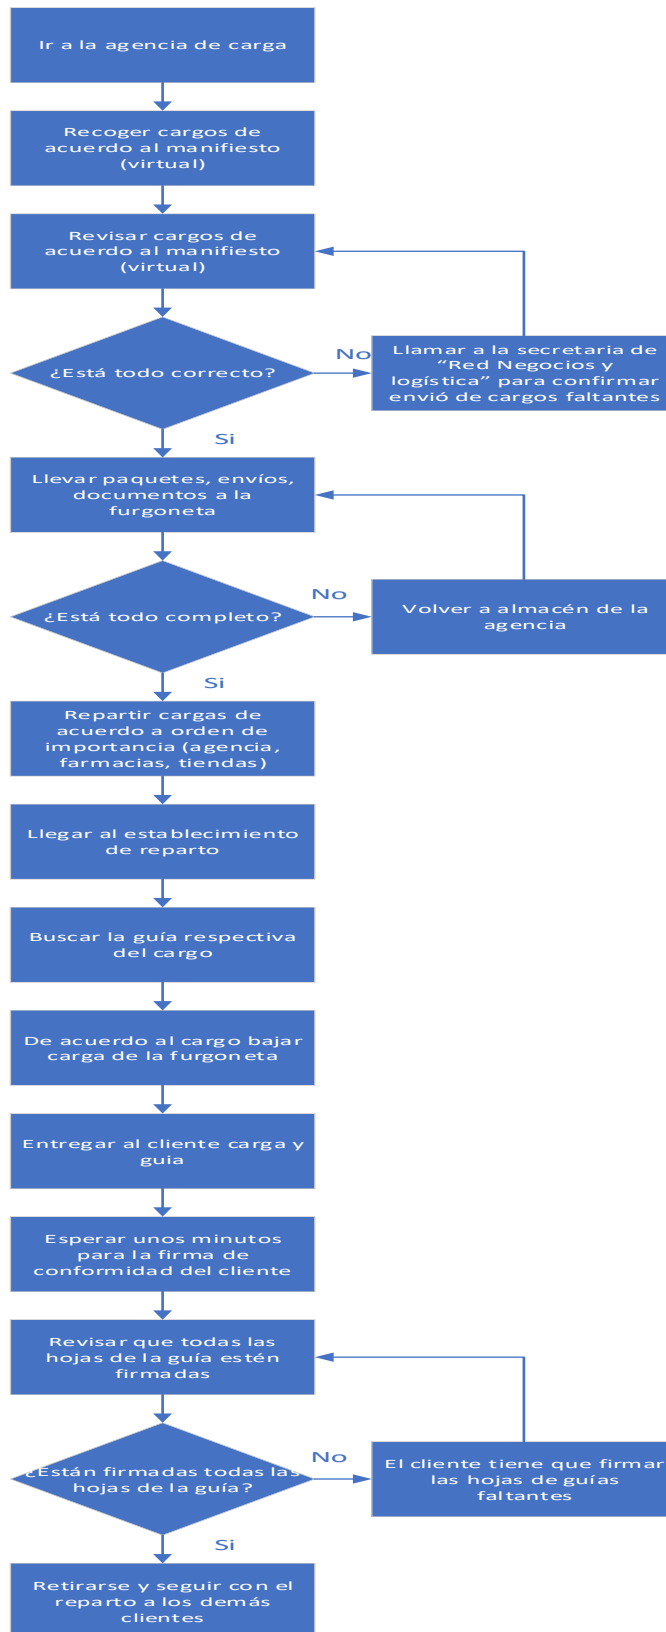 Ir a la agencia de carga
Recoger cargos de
acuerdo al manifiesto
(virtual)
Revisar cargos de
acuerdo al manifiesto
(virtual)
¿Está todo correcto?
No
Llamar a la secretaria de
“Red Negocios y
logística” para confirmar
envió de cargos faltantes
Si
Llevar paquetes, envíos,
documentos a la
furgoneta
¿Está todo completo?
No
Volver a almacén de la
agencia
Si
Repartir cargas de
acuerdo a orden de
importancia (agencia,
farmacias, tiendas)
Llegar al establecimiento
de reparto
Buscar la guía respectiva
del cargo
De acuerdo al cargo bajar
carga de la furgoneta
Entregar al cliente carga y
guia
Esperar unos minutos
para la firma de
conformidad del cliente
Revisar que todas las
hojas de la guía estén
firmadas
¿Están firmadas todas las
hojas de la guía?
No
El cliente tiene que firmar
las hojas de guías
faltantes
Si
Retirarse y seguir con el
reparto a los demás
clientes